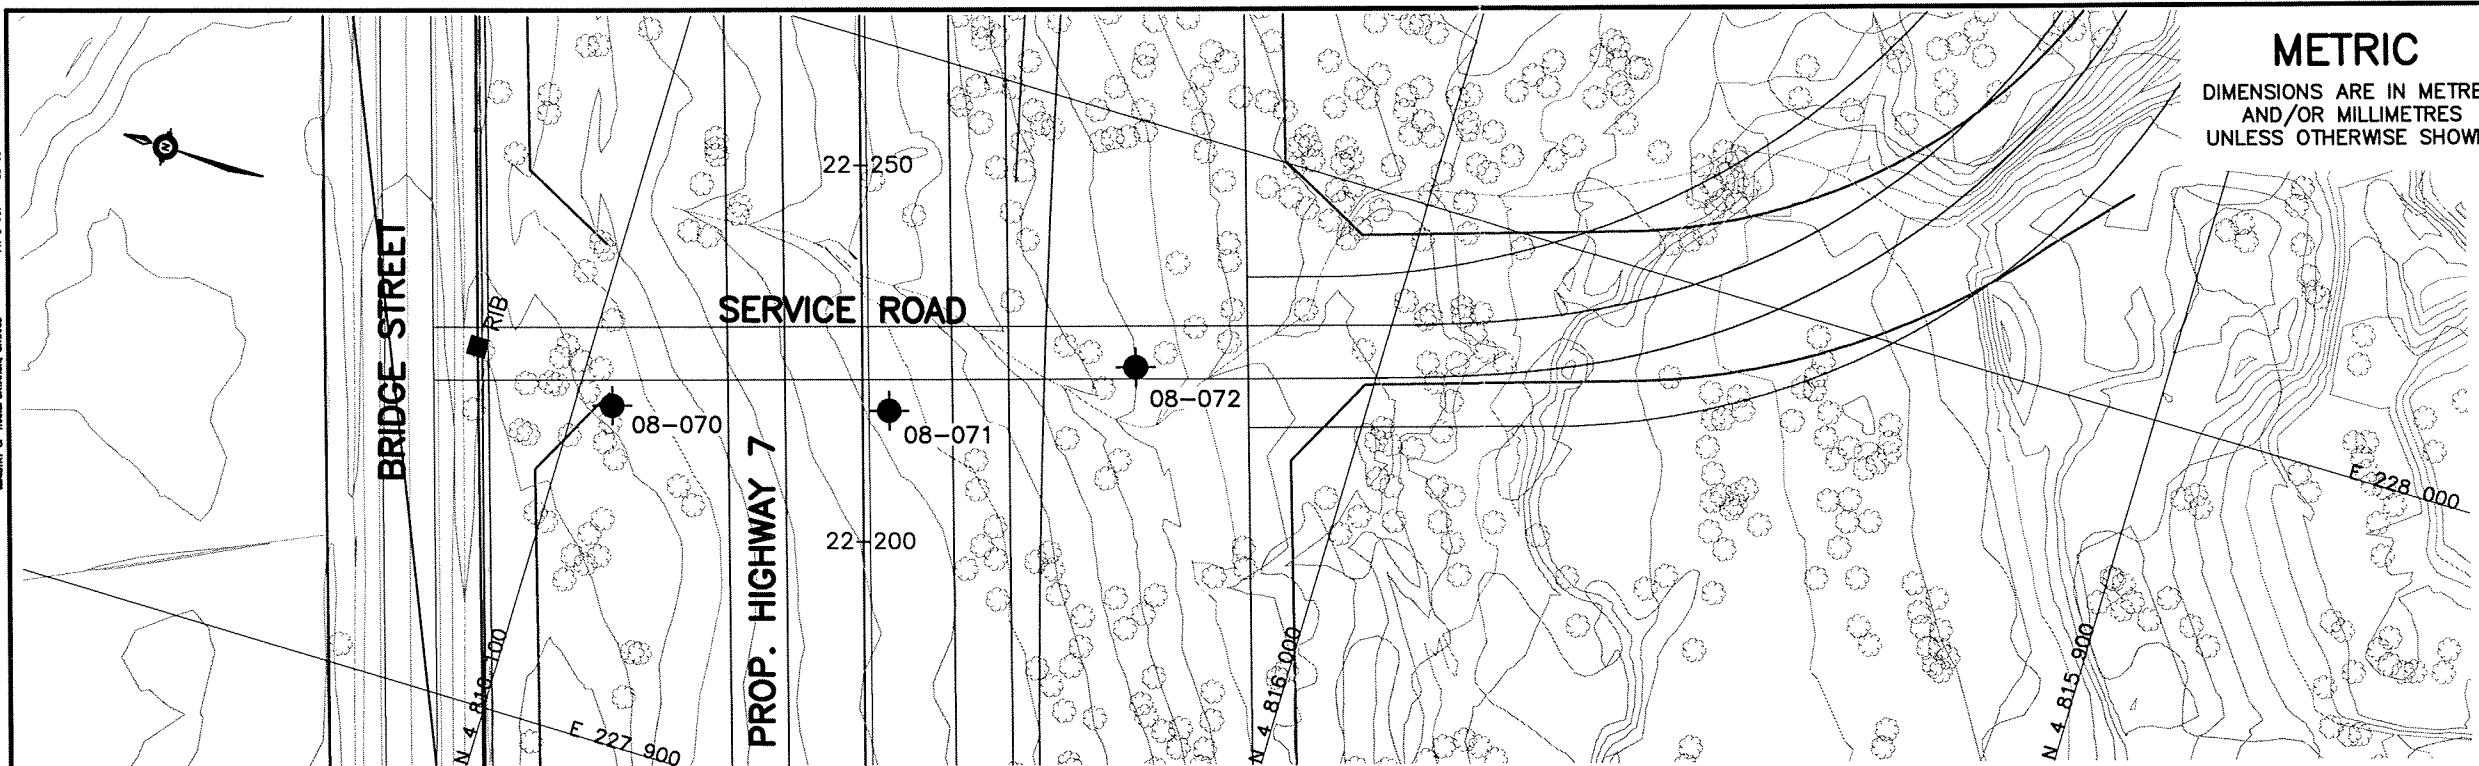 METRIC
DIMENSIONS ARE IN METRE
AND/OR MILLIMETRES
UNLESS OTHERWISE SHOW
N
22-250
BRIDGE STREET
RIB
SERVICE ROAD
08-070
08-071
08-072
PROP. HIGHWAY 7
22-200
E 228 000
N 4 816 100
E 227 900
N 4 816 000
N 4 815 900